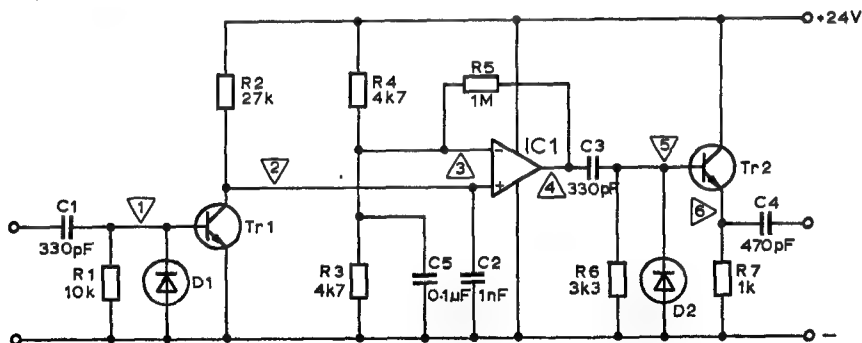 +24V
R2
27k
R4
4k7
R5
1M
IC1
C3
330pF
5
Tr2
2
3
4
1
C1
330pF
Tr1
6
C4
470pF
R1
10k
D1
R3
4k7
C5
0·1µF
C2
1nF
R6
3k3
D2
R7
1k